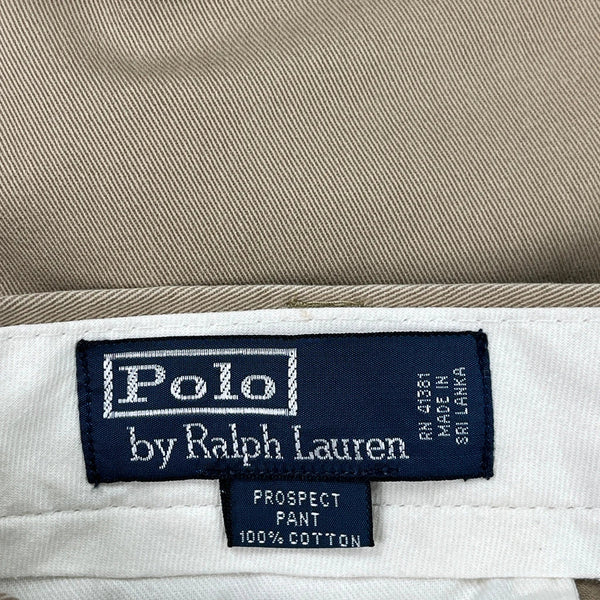 Polo
by Ralph Lauren
RN 41381
MADE IN
SRI LANKA
PROSPECT
PANT
100% COTTON